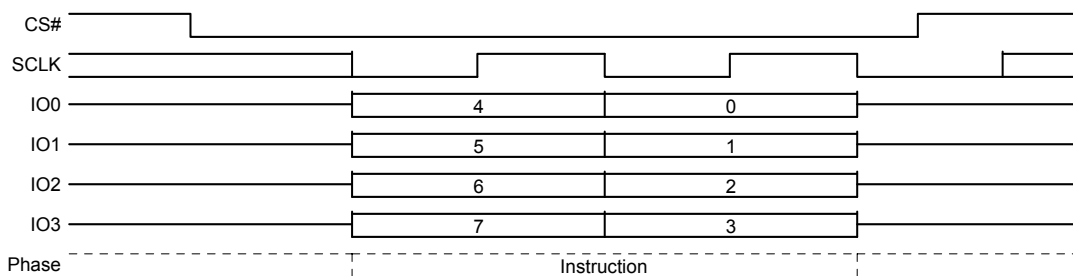 CS#
SCLK
IO0 4 0
IO1 5 1
IO2 6 2
IO3 7 3
Phase Instruction